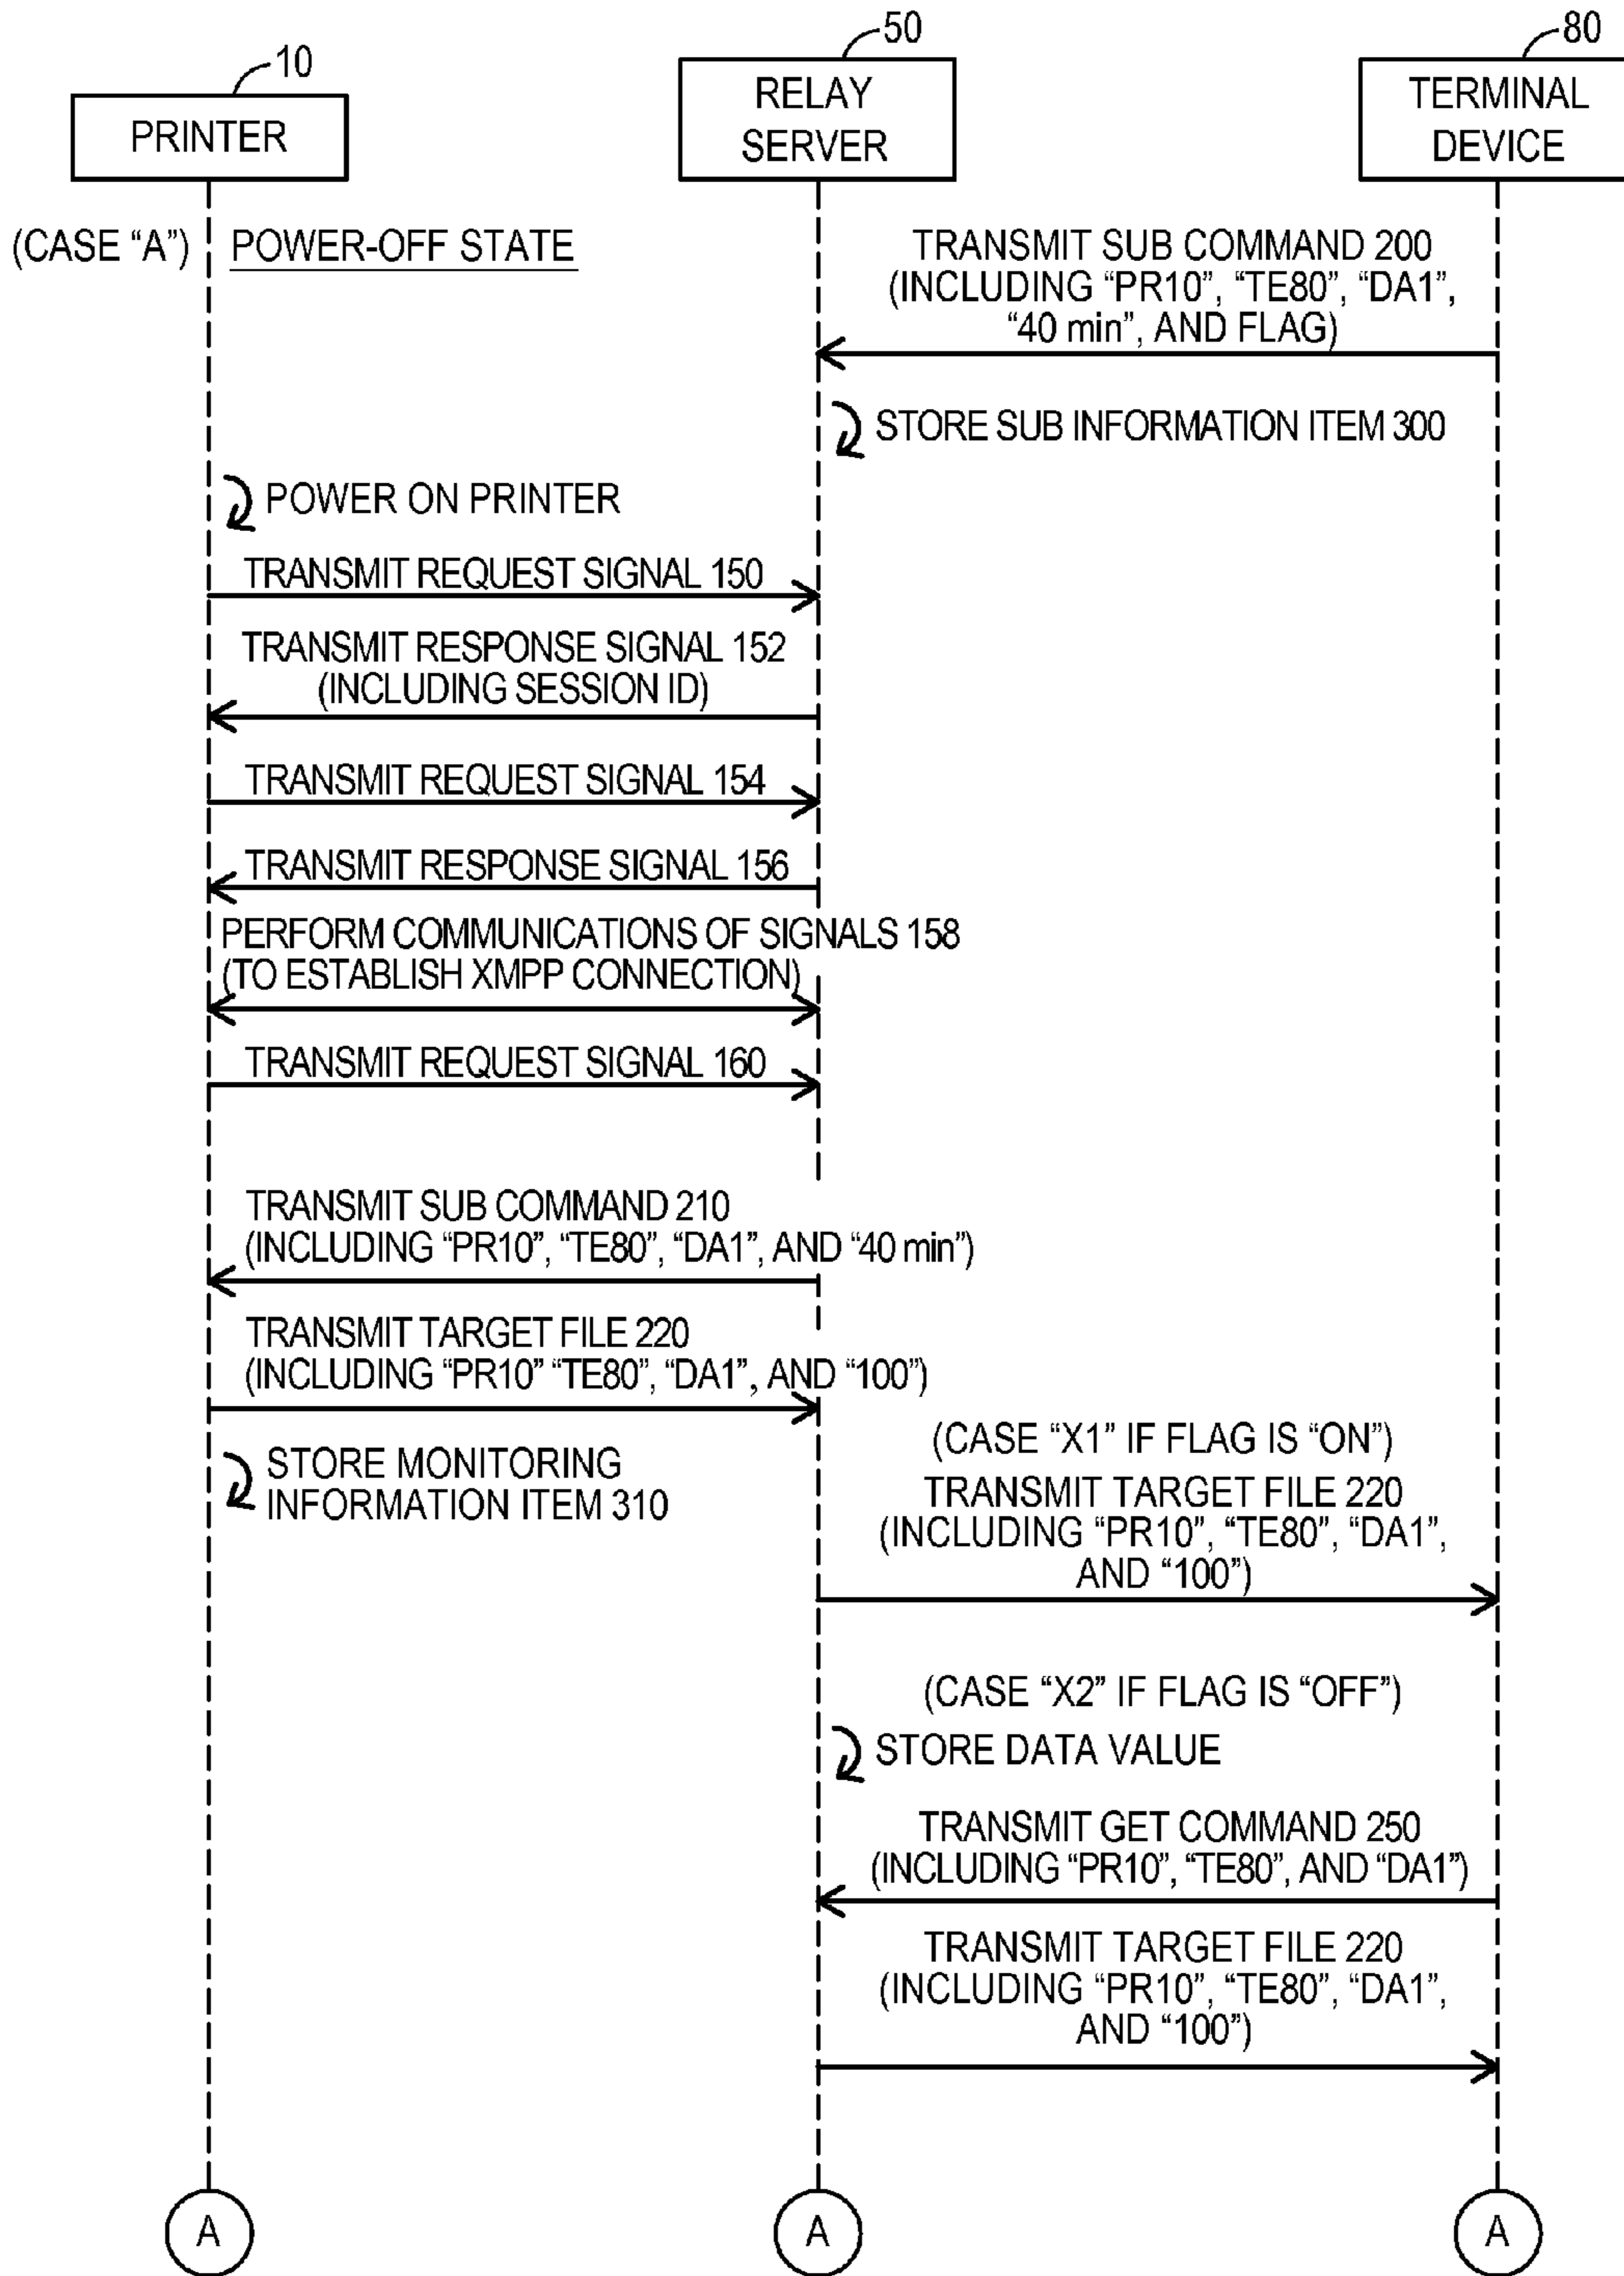 10
PRINTER
50
RELAY
SERVER
80
TERMINAL
DEVICE
(CASE “A”)
POWER-OFF STATE
TRANSMIT SUB COMMAND 200
(INCLUDING “PR10”, “TE80”, “DA1”,
“40 min”, AND FLAG)
STORE SUB INFORMATION ITEM 300
POWER ON PRINTER
TRANSMIT REQUEST SIGNAL 150
TRANSMIT RESPONSE SIGNAL 152
(INCLUDING SESSION ID)
TRANSMIT REQUEST SIGNAL 154
TRANSMIT RESPONSE SIGNAL 156
PERFORM COMMUNICATIONS OF SIGNALS 158
(TO ESTABLISH XMPP CONNECTION)
TRANSMIT REQUEST SIGNAL 160
TRANSMIT SUB COMMAND 210
(INCLUDING “PR10”, “TE80”, “DA1”, AND “40 min”)
TRANSMIT TARGET FILE 220
(INCLUDING “PR10” “TE80”, “DA1”, AND “100”)
STORE MONITORING
INFORMATION ITEM 310
(CASE “X1” IF FLAG IS “ON”)
TRANSMIT TARGET FILE 220
(INCLUDING “PR10”, “TE80”, “DA1”,
AND “100”)
(CASE “X2” IF FLAG IS “OFF”)
STORE DATA VALUE
TRANSMIT GET COMMAND 250
(INCLUDING “PR10”, “TE80”, AND “DA1”)
TRANSMIT TARGET FILE 220
(INCLUDING “PR10”, “TE80”, “DA1”,
AND “100”)
A
A
A